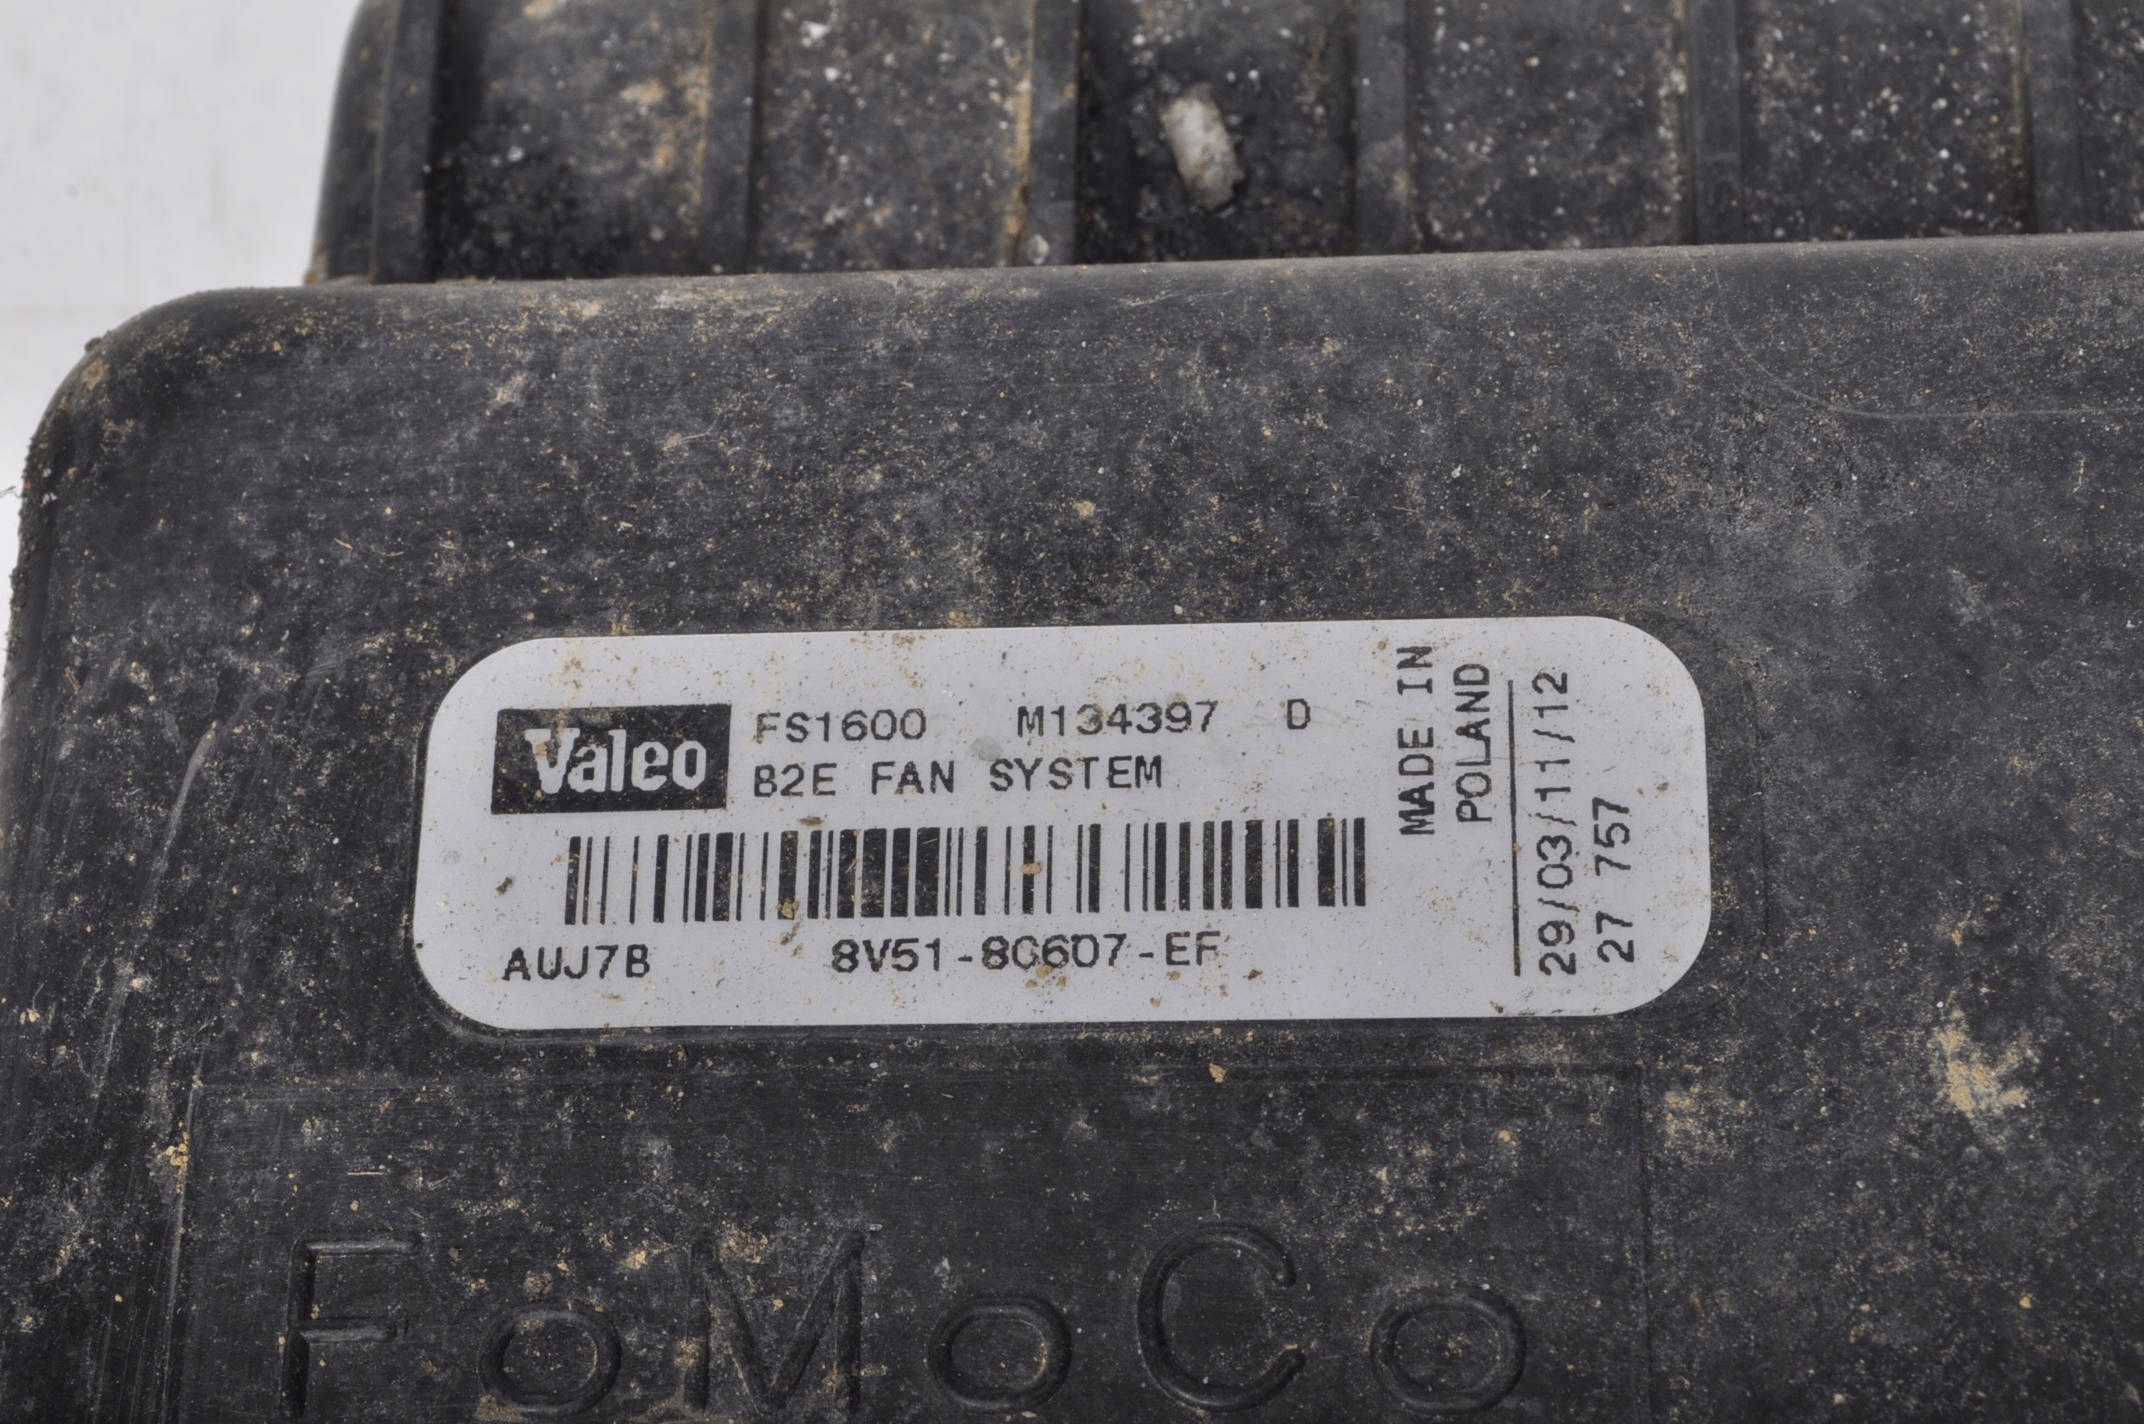 Valeo
FS1600 M134397 D
B2E FAN SYSTEM
AUJ7B 8V51-8C607-EF
MADE IN
POLAND
29/03/11/12
27 757
FoMoCo